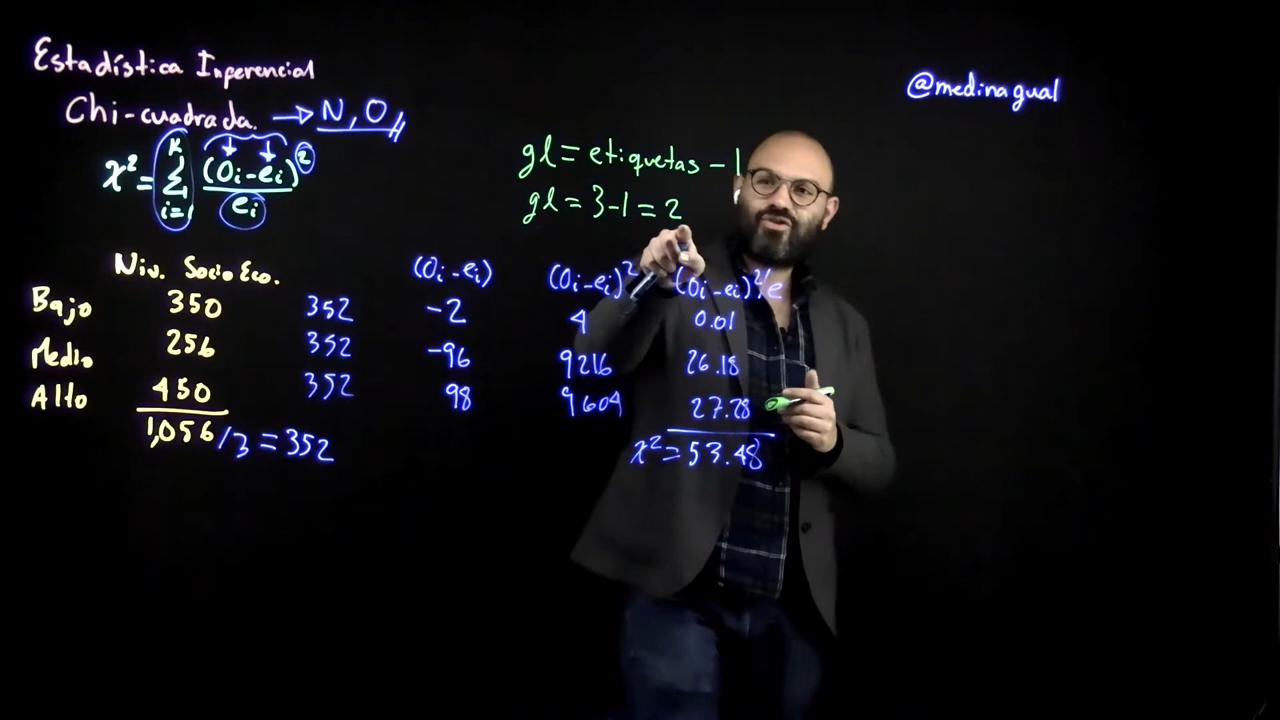 Estadística Inferencial
@medinagual
Chi-cuadrada. → N, O
χ² = Σ (Oi - ei)² / ei
K
i=1
gl = etiquetas - 1
gl = 3-1 = 2
Niv. Socio Eco. (Oi - ei) (Oi - ei)² (Oi - ei)²/e
Bajo 350 352 -2 4 0.01
Medio 256 352 -96 9216 26.18
Alto 450 352 98 9604 27.28
1,056 /3 = 352 χ² = 53.48